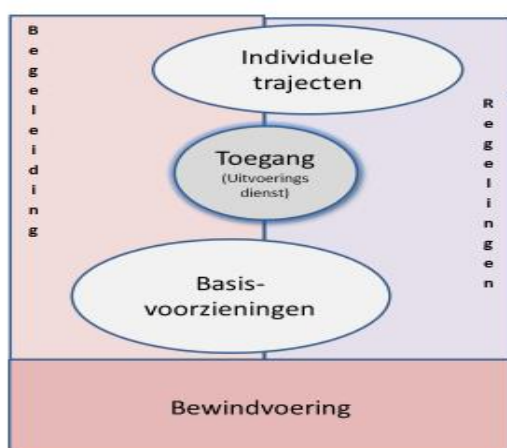 Begeleiding
Individuele
trajecten
Regelingen
Toegang
(Uitvoerings
dienst)
Basis-
voorzieningen
Bewindvoering